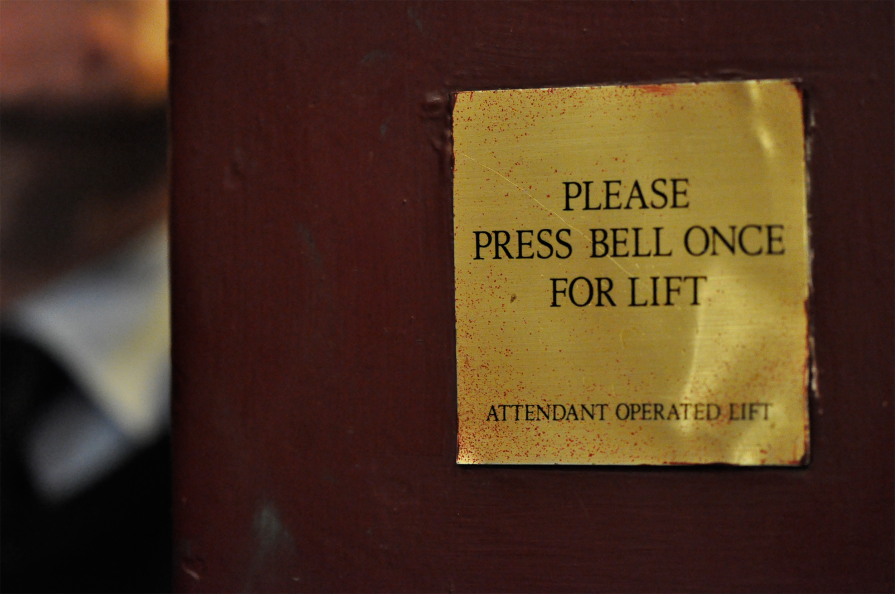 PLEASE
PRESS BELL ONCE
FOR LIFT
ATTENDANT OPERATED LIFT